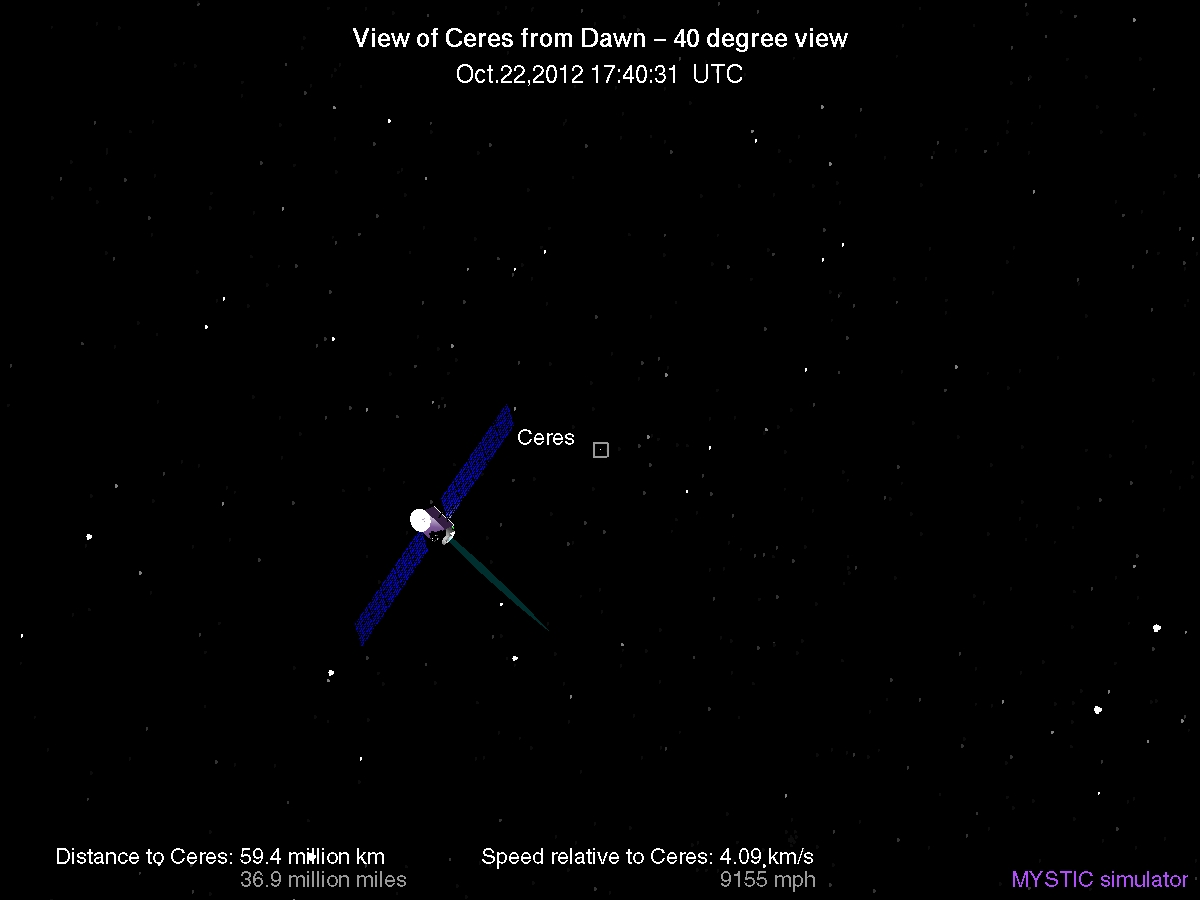 View of Ceres from Dawn – 40 degree view
Oct.22,2012 17:40:31 UTC
Ceres
Distance to Ceres: 59.4 million km
36.9 million miles
Speed relative to Ceres: 4.09 km/s
9155 mph
MYSTIC simulator